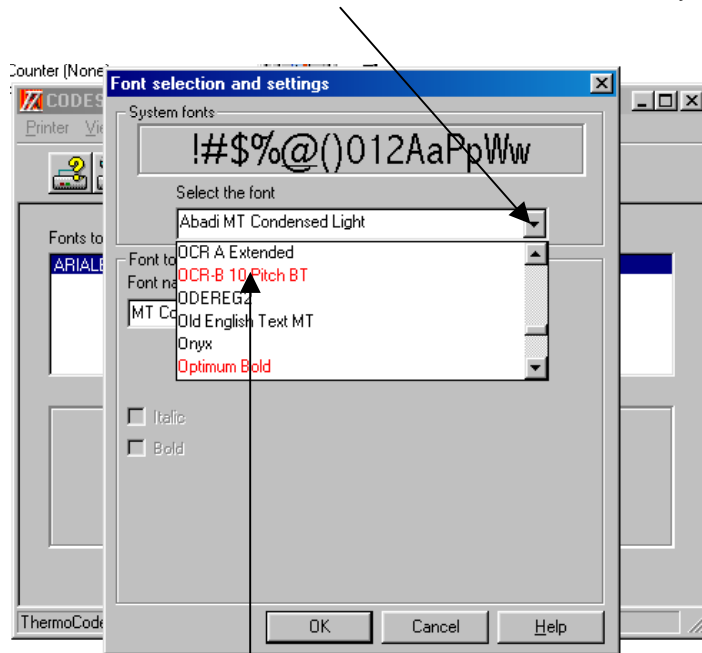 Counter (None)
Font selection and settings
CODES
System fonts
Printer Vie
!#$%@()012AaPpWw
Select the font
Abadi MT Condensed Light
Fonts to
OCR A Extended
ARIALE
Font to
OCR-B 10 Pitch BT
Font na
ODEREG2
MT Co
Old English Text MT
Onyx
Optimum Bold
Italic
Bold
OK Cancel Help
ThermoCode